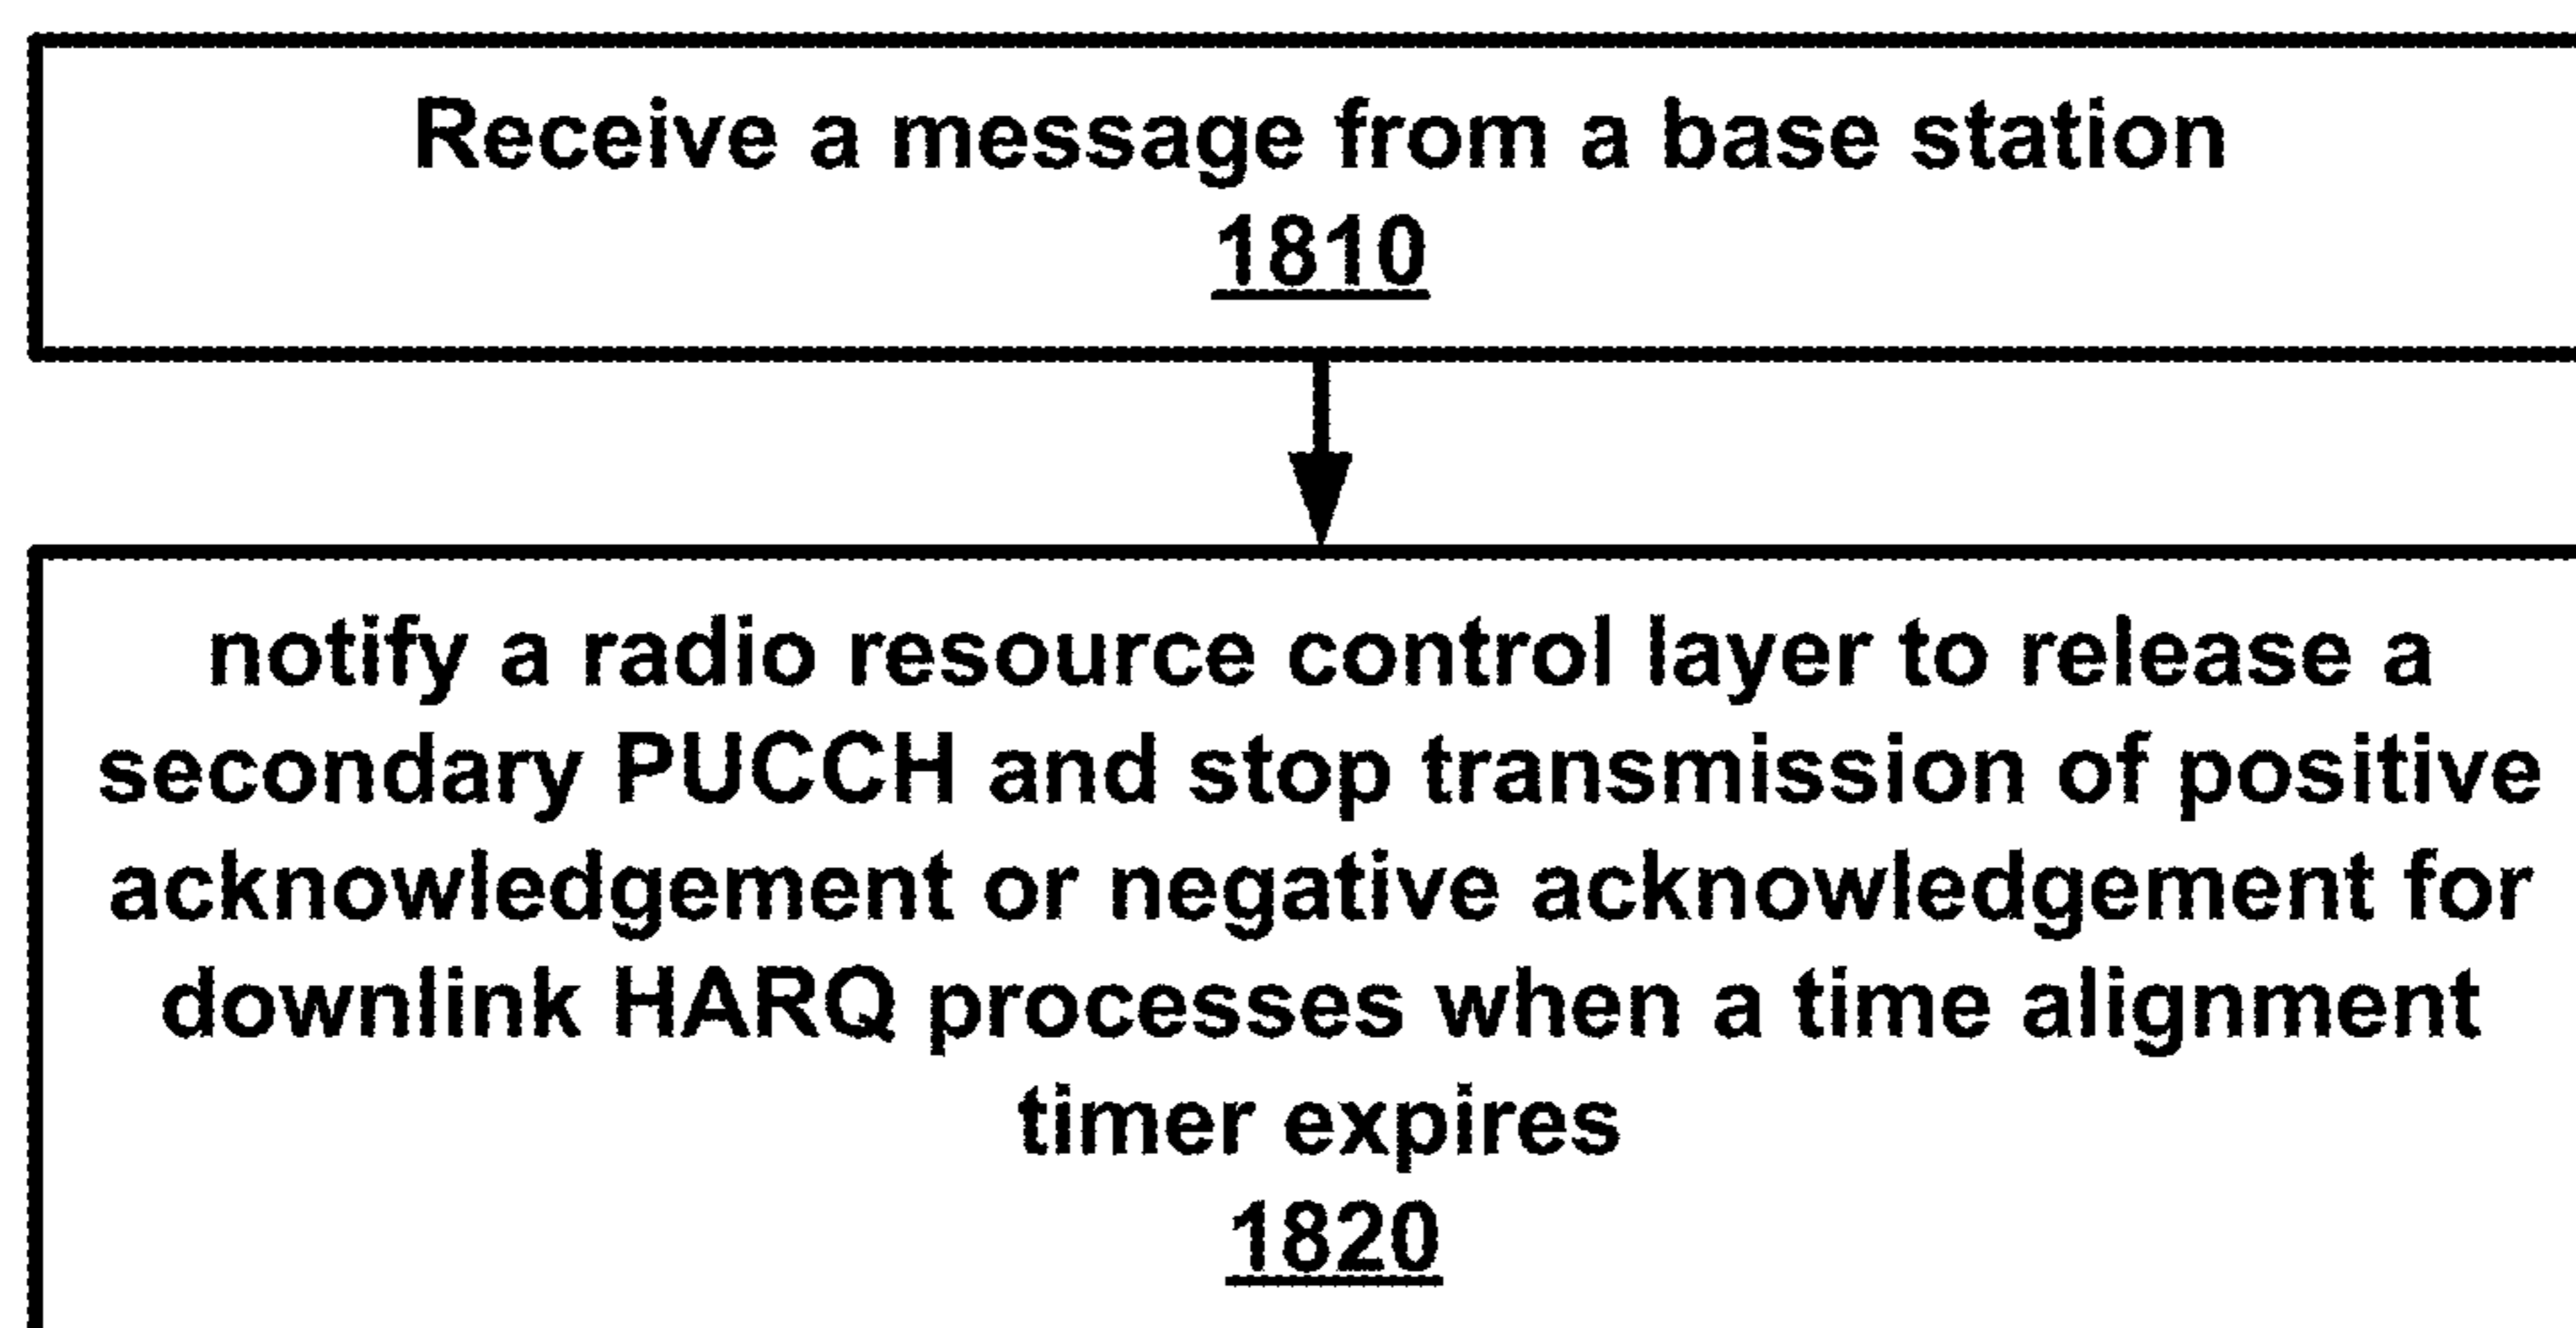 Receive a message from a base station
1810
notify a radio resource control layer to release a
secondary PUCCH and stop transmission of positive
acknowledgement or negative acknowledgement for
downlink HARQ processes when a time alignment
timer expires
1820